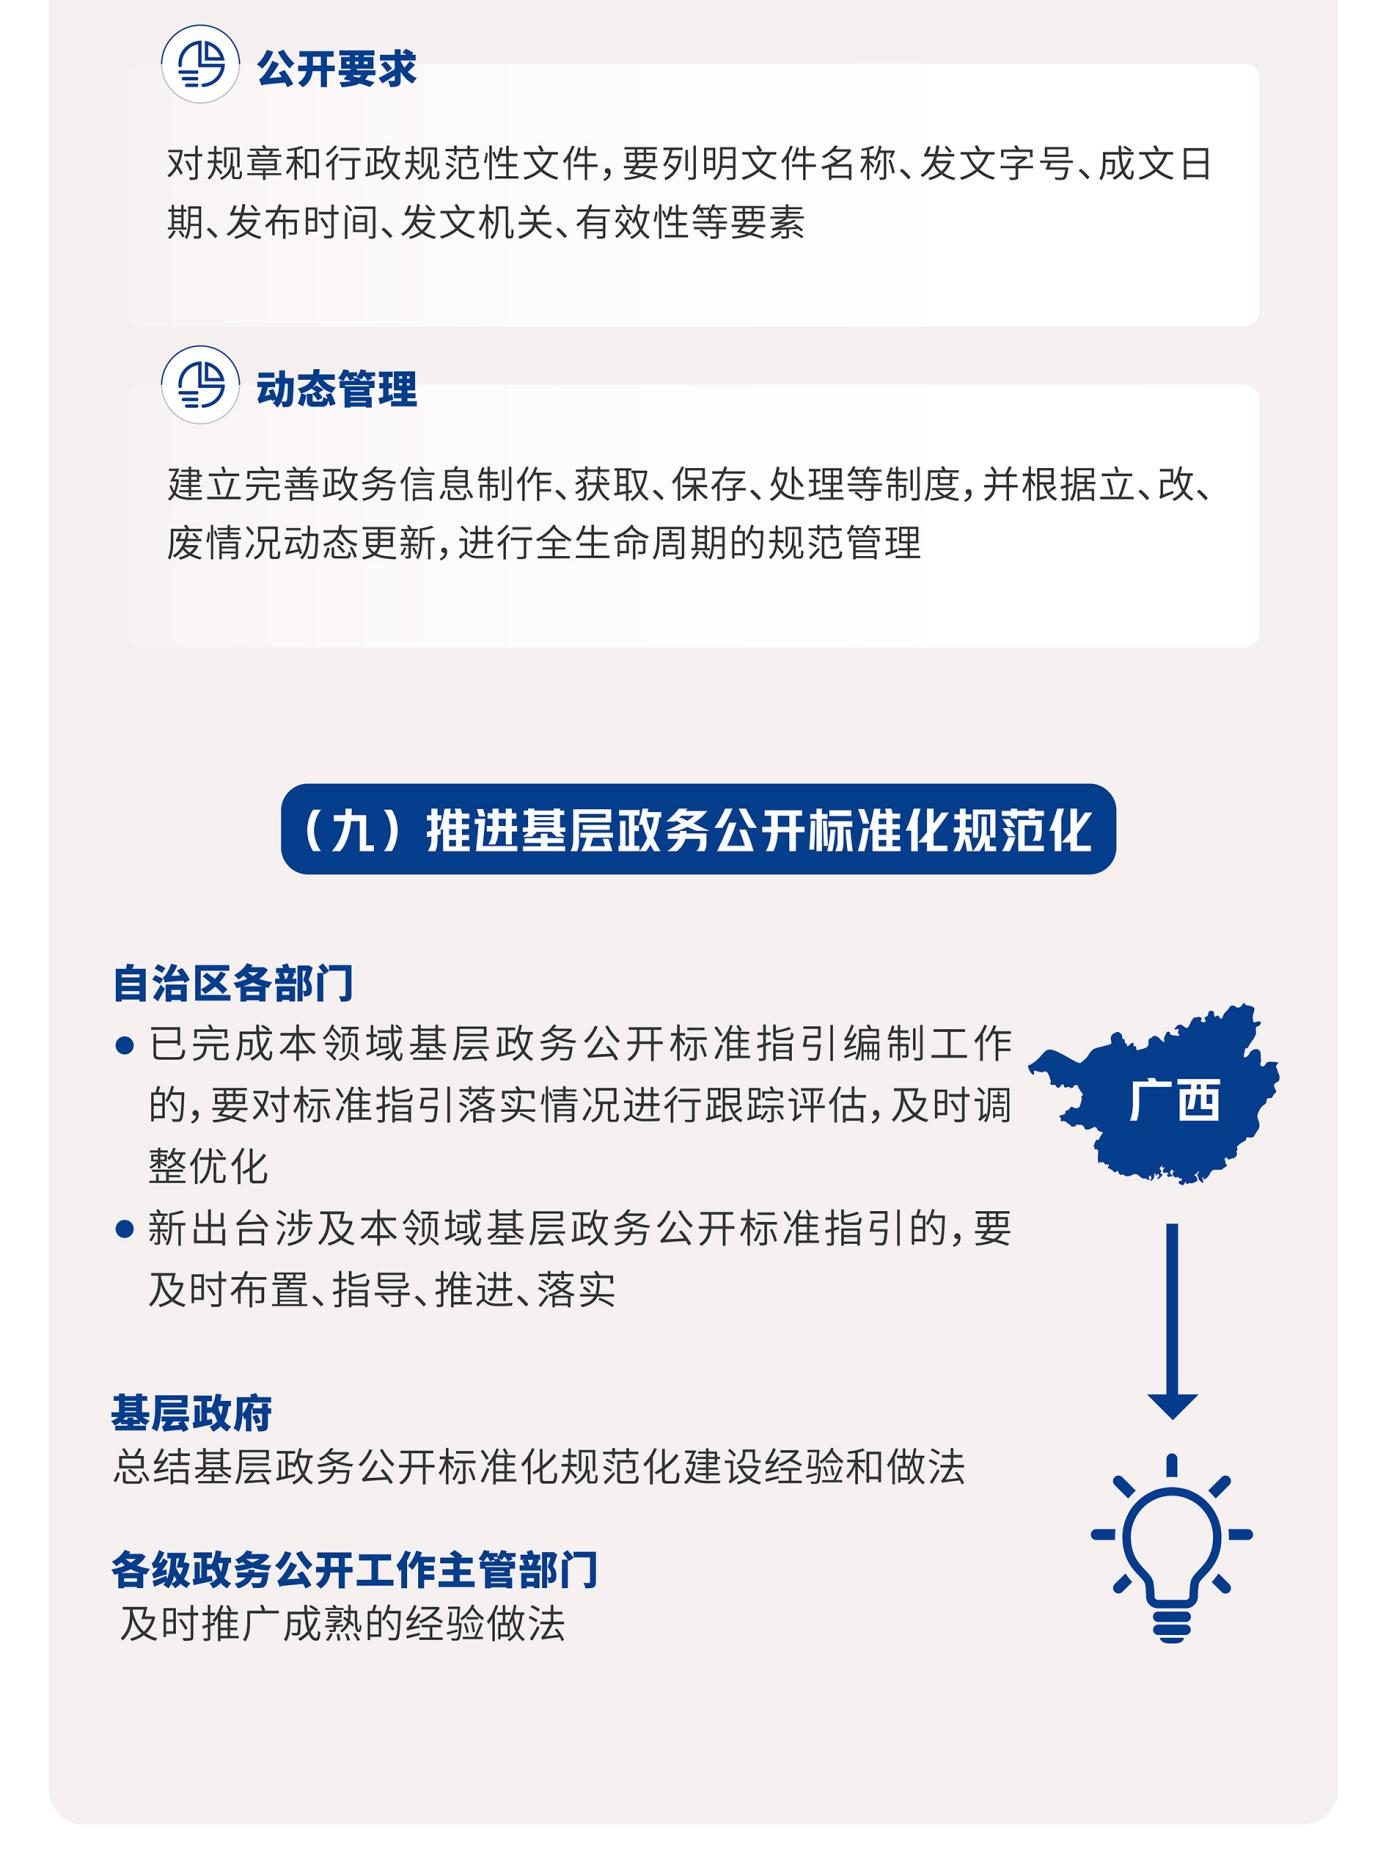 公开要求
对规章和行政规范性文件，要列明文件名称、发文字号、成文日
期、发布时间、发文机关、有效性等要素
动态管理
建立完善政务信息制作、获取、保存、处理等制度，并根据立、改、
废情况动态更新，进行全生命周期的规范管理
（九）推进基层政务公开标准化规范化
自治区各部门
● 已完成本领域基层政务公开标准指引编制工作
的，要对标准指引落实情况进行跟踪评估，及时调
整优化
● 新出台涉及本领域基层政务公开标准指引的，要
及时布置、指导、推进、落实
广西
基层政府
总结基层政务公开标准化规范化建设经验和做法
各级政务公开工作主管部门
及时推广成熟的经验做法